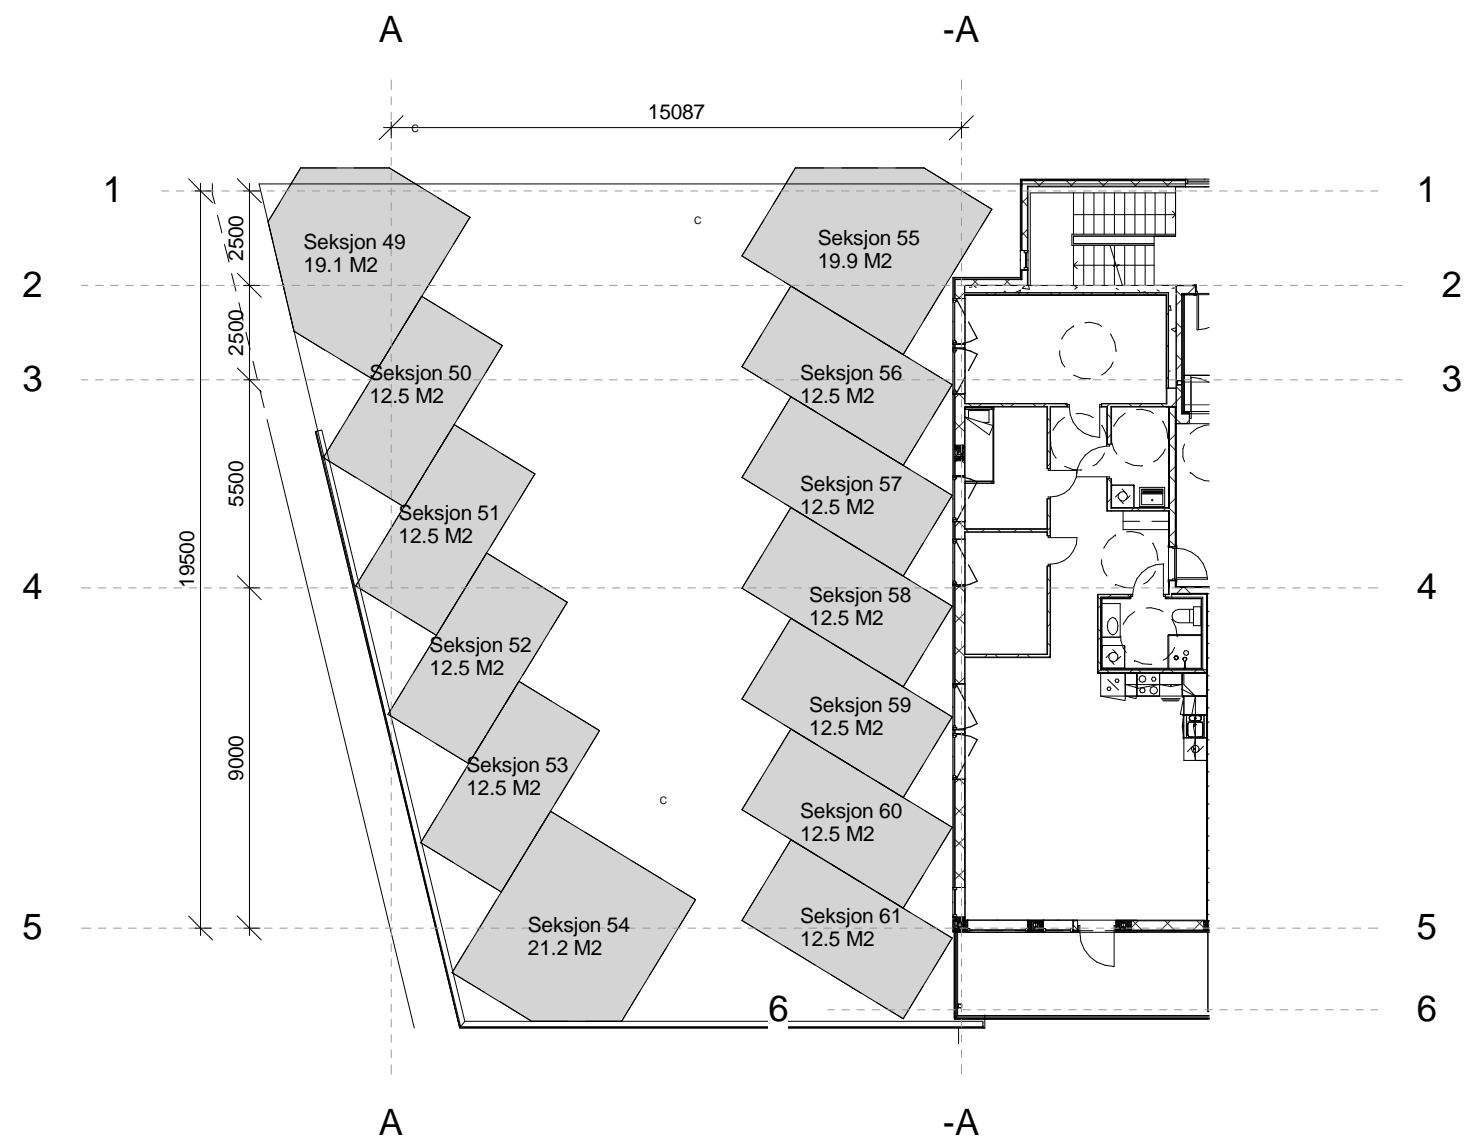 A -A
15087
c
1 1
c
2500
Seksjon 49
19.1 M2
Seksjon 55
19.9 M2
2 2
2500
3 3
Seksjon 50
12.5 M2
Seksjon 56
12.5 M2
5500
Seksjon 51
12.5 M2
Seksjon 57
12.5 M2
19500
4 4
Seksjon 58
12.5 M2
Seksjon 52
12.5 M2
Seksjon 59
12.5 M2
9000
Seksjon 53
12.5 M2
c
Seksjon 60
12.5 M2
5 5
Seksjon 54
21.2 M2
Seksjon 61
12.5 M2
6 6
A -A